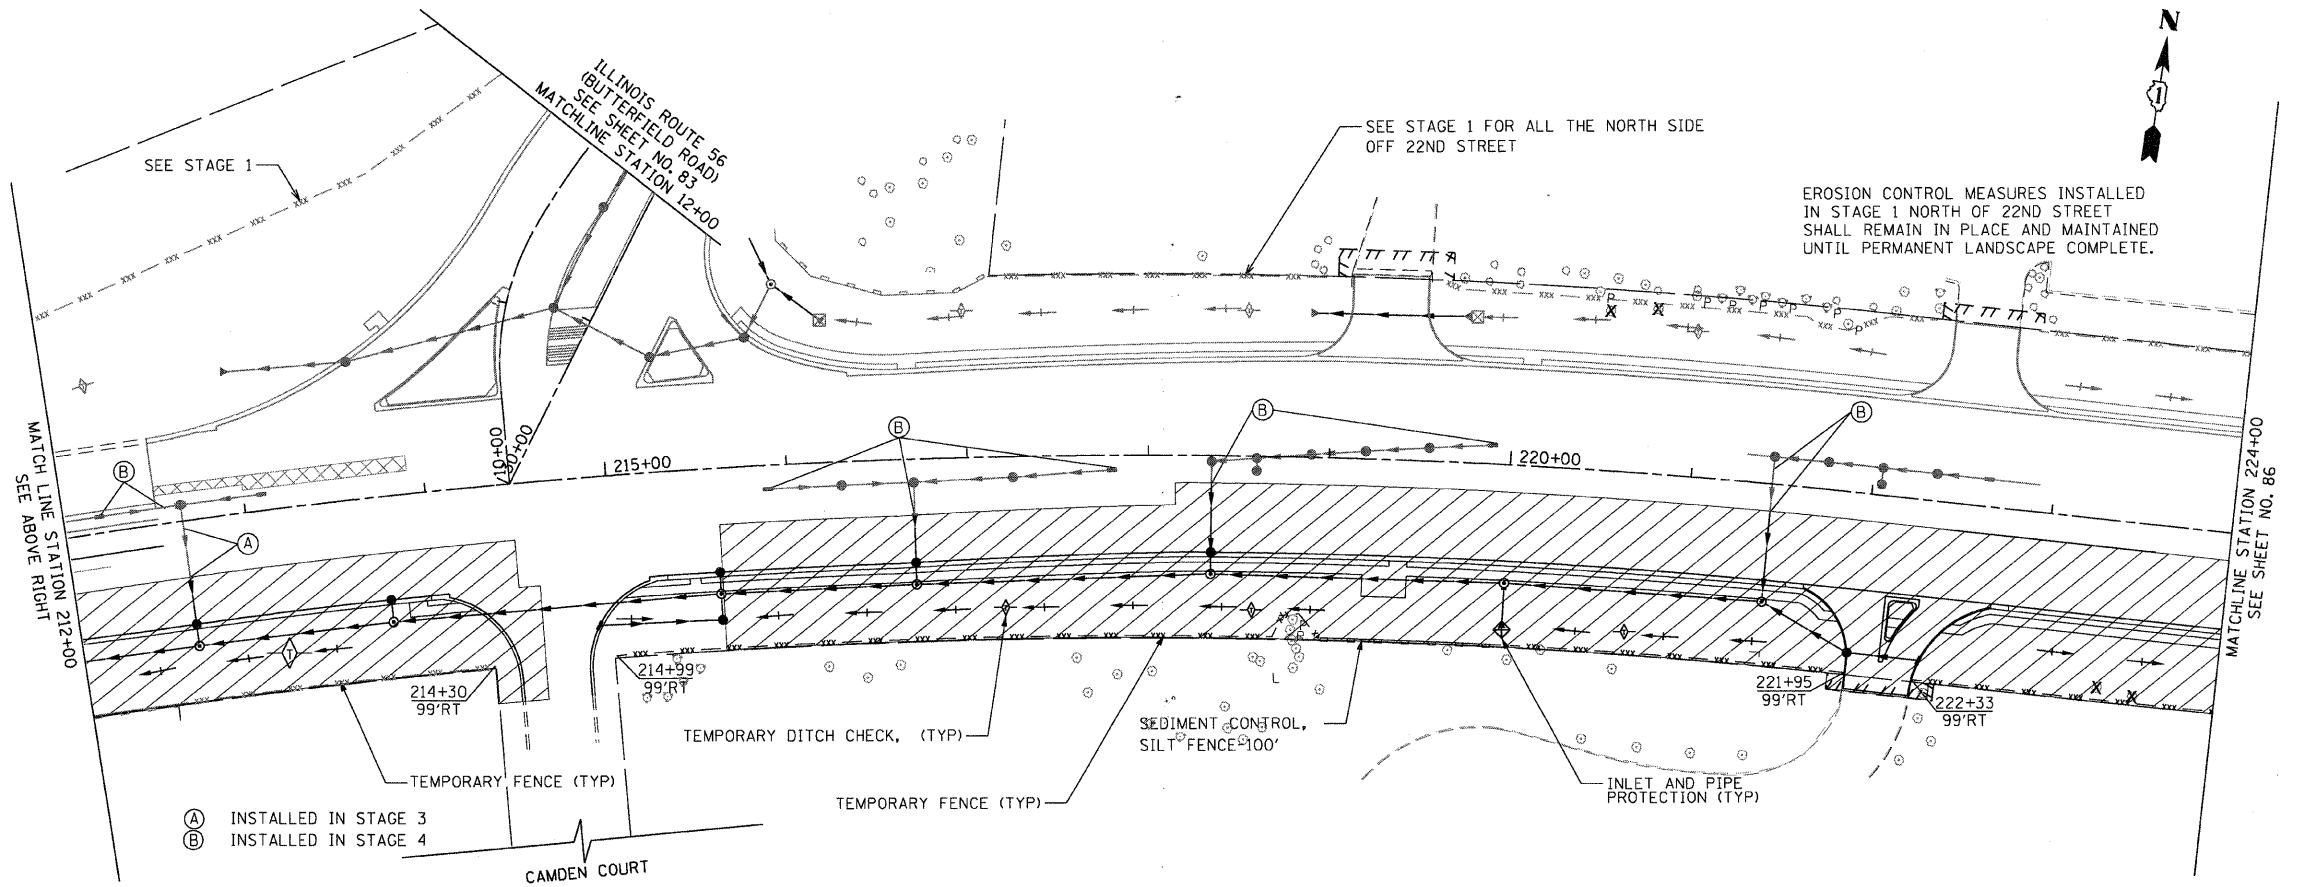 N
1
ILLINOIS ROUTE 56
(BUTTERFIELD ROAD)
SEE SHEET NO. 83
MATCHLINE STATION 12+00
SEE STAGE 1
SEE STAGE 1 FOR ALL THE NORTH SIDE
OFF 22ND STREET
EROSION CONTROL MEASURES INSTALLED
IN STAGE 1 NORTH OF 22ND STREET
SHALL REMAIN IN PLACE AND MAINTAINED
UNTIL PERMANENT LANDSCAPE COMPLETE.
MATCH LINE STATION 212+00
SEE ABOVE RIGHT
B
B
B
B
A
10+00
215+00
220+00
MATCHLINE STATION 224+00
SEE SHEET NO. 86
T
214+30
99'RT
214+99
99'RT
221+95
99'RT
222+33
99'RT
L
TEMPORARY DITCH CHECK, (TYP)
SEDIMENT CONTROL,
SILT FENCE-100'
TEMPORARY FENCE (TYP)
TEMPORARY FENCE (TYP)
INLET AND PIPE
PROTECTION (TYP)
A INSTALLED IN STAGE 3
B INSTALLED IN STAGE 4
CAMDEN COURT